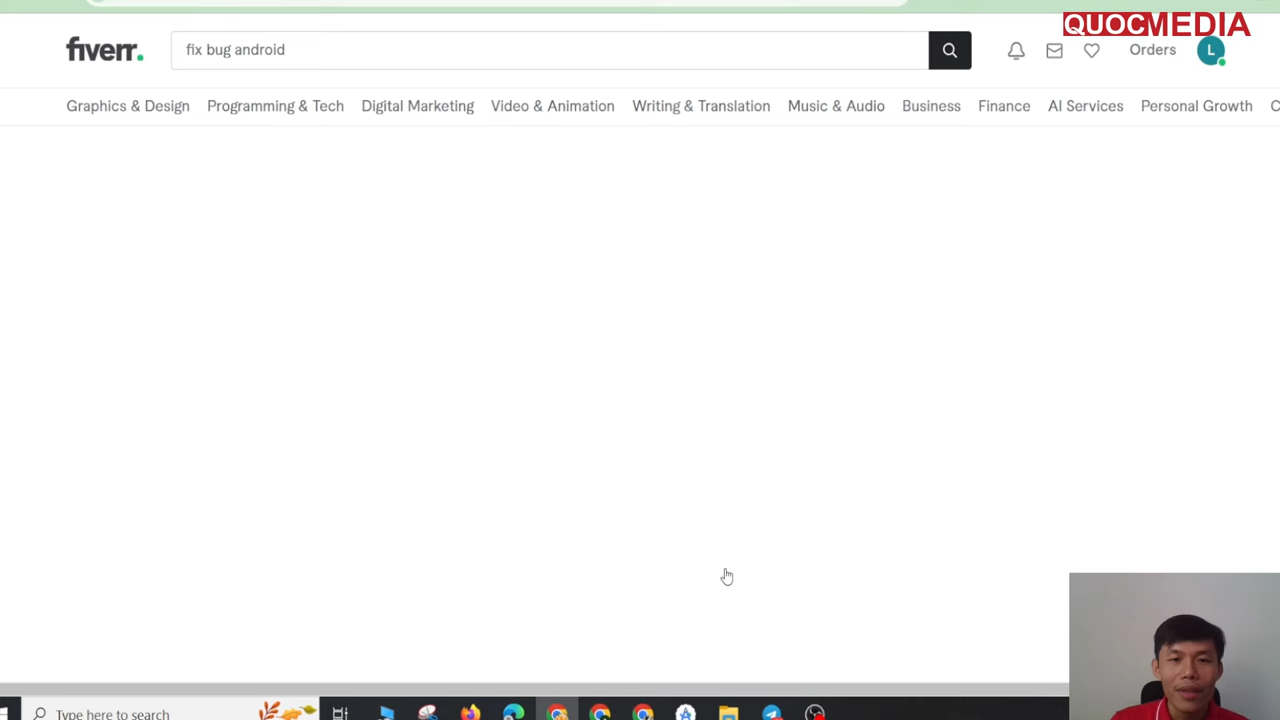 QUOCMEDIA
fiverr.
fix bug android
Orders
L
Graphics & Design Programming & Tech Digital Marketing Video & Animation Writing & Translation Music & Audio Business Finance AI Services Personal Growth C
Type here to search